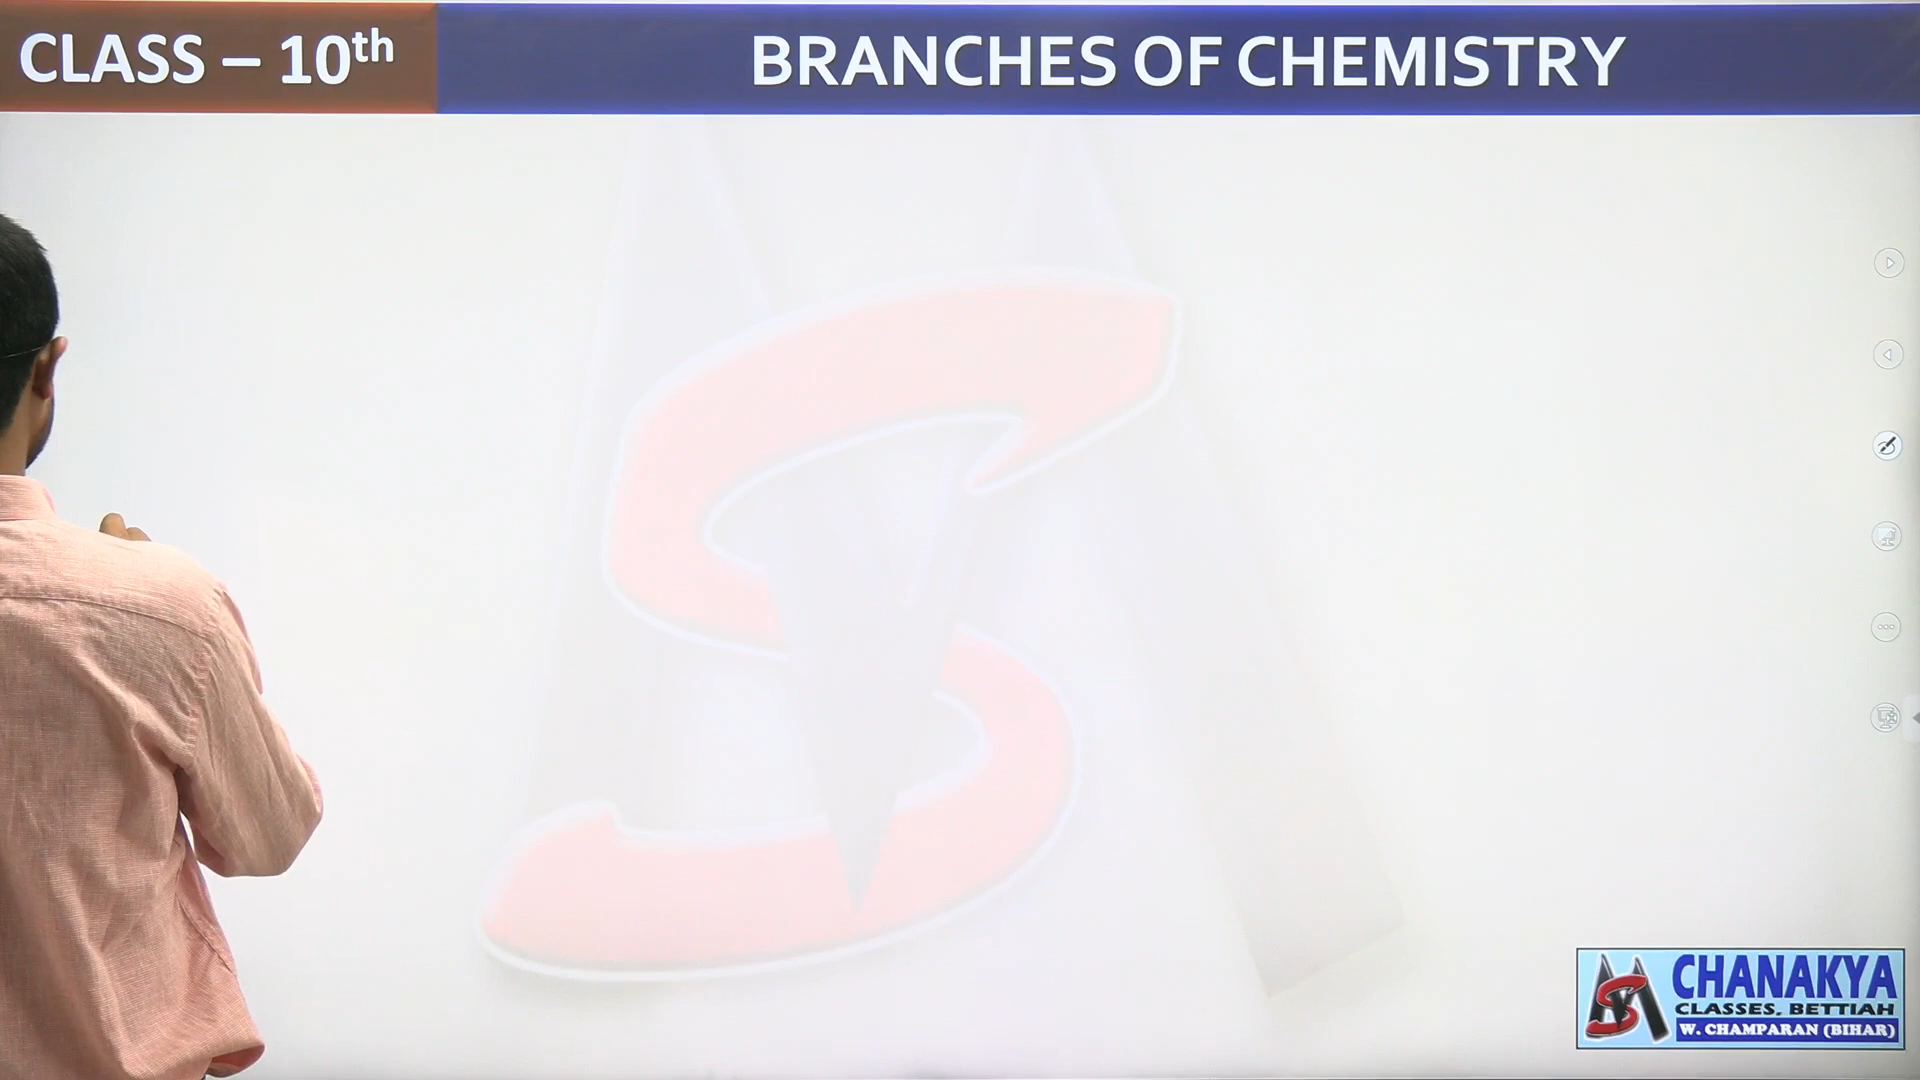 CLASS – 10th
BRANCHES OF CHEMISTRY
CHANAKYA
CLASSES, BETTIAH
W. CHAMPARAN (BIHAR)